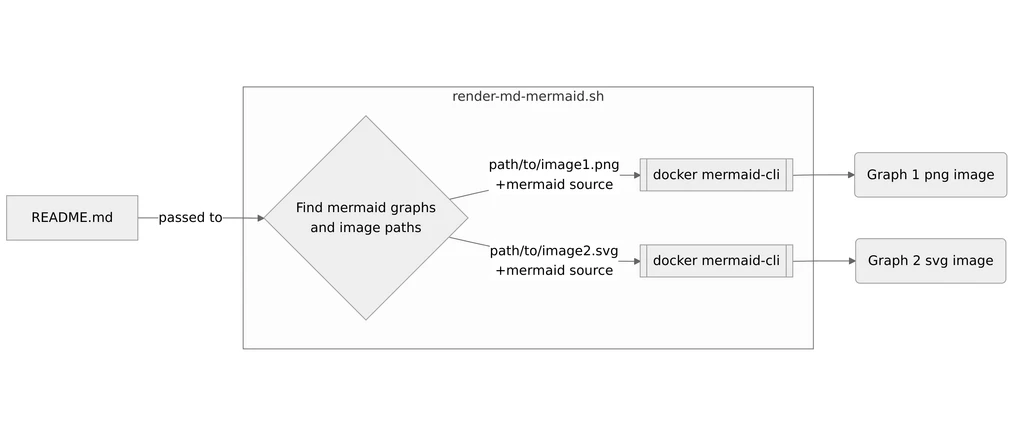 render-md-mermaid.sh
README.md
passed to
Find mermaid graphs
and image paths
path/to/image1.png
+mermaid source
docker mermaid-cli
Graph 1 png image
path/to/image2.svg
+mermaid source
docker mermaid-cli
Graph 2 svg image